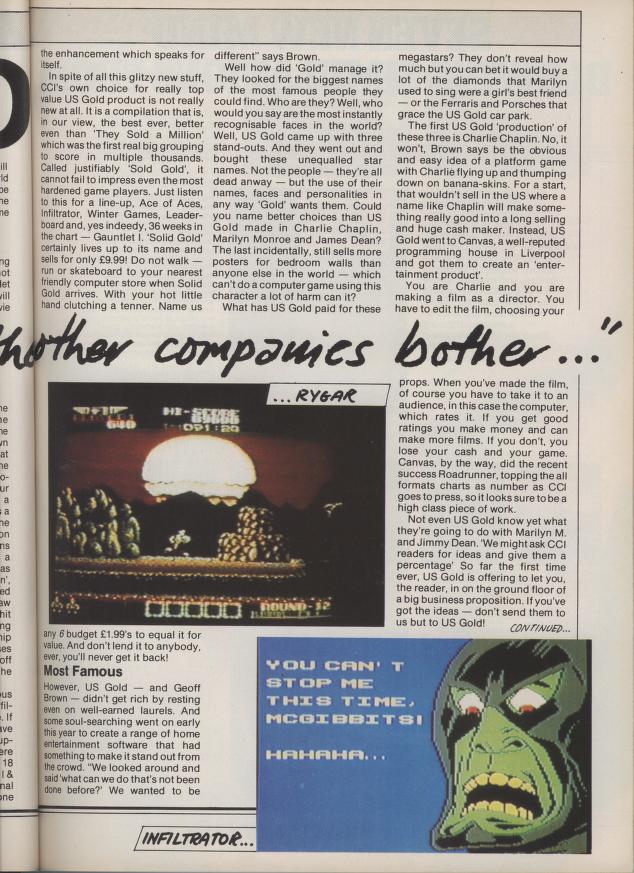 the enhancement which speaks for
itself.
In spite of all this glitzy new stuff,
CCI's own choice for really top
value US Gold product is not really
new at all. It is a compilation that is,
in our view, the best ever, better
even than 'They Sold a Million'
which was the first real big grouping
to score in multiple thousands.
Called justifiably 'Sold Gold', it
cannot fail to impress even the most
hardened game players. Just listen
to this for a line-up, Ace of Aces,
Infiltrator, Winter Games, Leader-
board and, yes indeedy, 36 weeks in
the chart — Gauntlet I. 'Solid Gold'
certainly lives up to its name and
sells for only £9.99! Do not walk —
run or skateboard to your nearest
friendly computer store when Solid
Gold arrives. With your hot little
hand clutching a tenner. Name us
different" says Brown.
Well how did 'Gold' manage it?
They looked for the biggest names
of the most famous people they
could find. Who are they? Well, who
would you say are the most instantly
recognisable faces in the world?
Well, US Gold came up with three
stand-outs. And they went out and
bought these unequalled star
names. Not the people — they're all
dead anway — but the use of their
names, faces and personalities in
any way 'Gold' wants them. Could
you name better choices than US
Gold made in Charlie Chaplin,
Marilyn Monroe and James Dean?
The last incidentally, still sells more
posters for bedroom walls than
anyone else in the world — which
can't do a computer game using this
character a lot of harm can it?
What has US Gold paid for these
megastars? They don't reveal how
much but you can bet it would buy a
lot of the diamonds that Marilyn
used to sing were a girl's best friend
— or the Ferraris and Porsches that
grace the US Gold car park.
The first US Gold 'production' of
these three is Charlie Chaplin. No, it
won't, Brown says be the obvious
and easy idea of a platform game
with Charlie flying up and thumping
down on banana-skins. For a start,
that wouldn't sell in the US where a
name like Chaplin will make some-
thing really good into a long selling
and huge cash maker. Instead, US
Gold went to Canvas, a well-reputed
programming house in Liverpool
and got them to create an 'enter-
tainment product'.
You are Charlie and you are
making a film as a director. You
have to edit the film, choosing your
other companies bother..."
...RYGAR
HI-SCORE
ROUND-12
props. When you've made the film,
of course you have to take it to an
audience, in this case the computer,
which rates it. If you get good
ratings you make money and can
make more films. If you don't, you
lose your cash and your game.
Canvas, by the way, did the recent
success Roadrunner, topping the all
formats charts as number as CCI
goes to press, so it looks sure to be a
high class piece of work.
Not even US Gold know yet what
they're going to do with Marilyn M.
and Jimmy Dean. 'We might ask CCI
readers for ideas and give them a
percentage' So far the first time
ever, US Gold is offering to let you,
the reader, in on the ground floor of
a big business proposition. If you've
got the ideas — don't send them to
us but to US Gold!
CONTINUED...
any 6 budget £1.99's to equal it for
value. And don't lend it to anybody,
ever, you'll never get it back!
Most Famous
However, US Gold — and Geoff
Brown — didn't get rich by resting
even on well-earned laurels. And
some soul-searching went on early
this year to create a range of home
entertainment software that had
something to make it stand out from
the crowd. "We looked around and
said 'what can we do that's not been
done before?' We wanted to be
YOU CAN'T
STOP ME
THIS TIME,
MCGIBBITS!
HAHAHA...
INFILTRATOR...